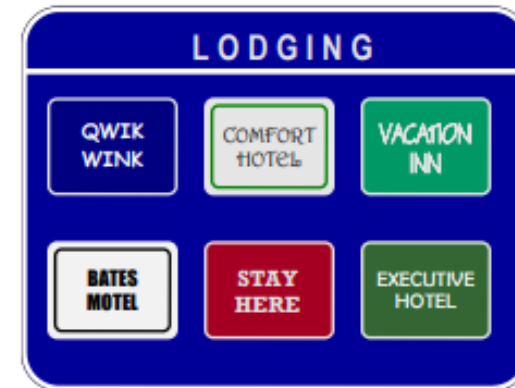 LODGING
QWIK
WINK
COMFORT
HOTEL
VACATION
INN
BATES
MOTEL
STAY
HERE
EXECUTIVE
HOTEL